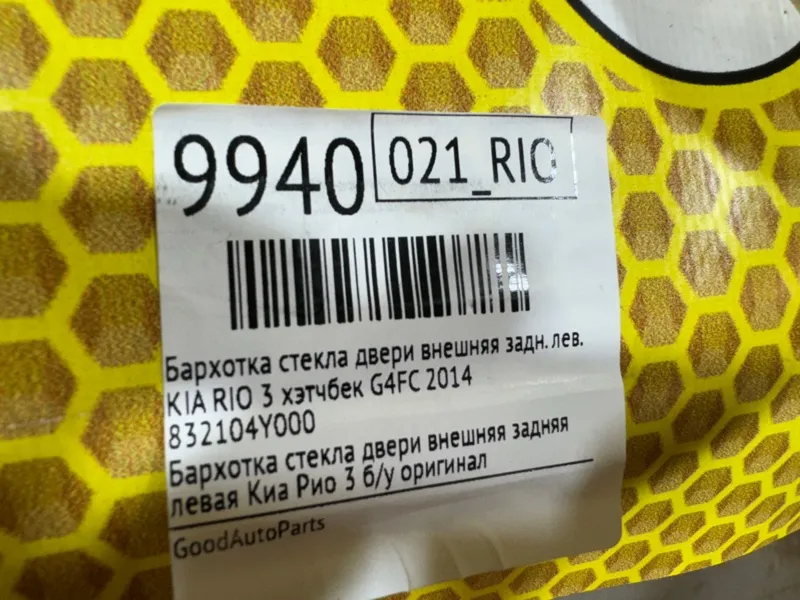 9940
021_RIO
Бархотка стекла двери внешняя задн. лев.
KIA RIO 3 хэтчбек G4FC 2014
832104Y000
Бархотка стекла двери внешняя задняя
левая Киа Рио 3 б/у оригинал
GoodAutoParts